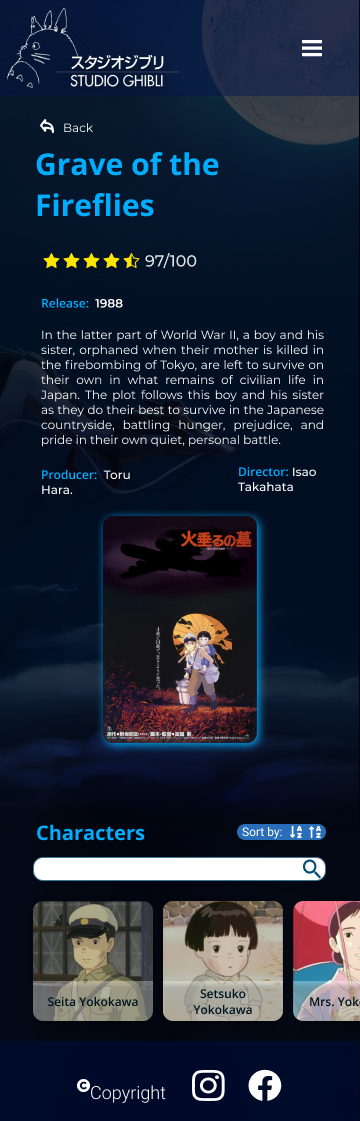 スタジオジブリ
STUDIO GHIBLI
Back
Grave of the
Fireflies
97/100
Release: 1988
In the latter part of World War II, a boy and his
sister, orphaned when their mother is killed in
the firebombing of Tokyo, are left to survive on
their own in what remains of civilian life in
Japan. The plot follows this boy and his sister
as they do their best to survive in the Japanese
countryside, battling hunger, prejudice, and
pride in their own quiet, personal battle.
Producer: Toru
Hara.
Director: Isao
Takahata
火垂るの墓
Characters
Sort by:
Seita Yokokawa
Setsuko
Yokokawa
Mrs. Yok
Copyright